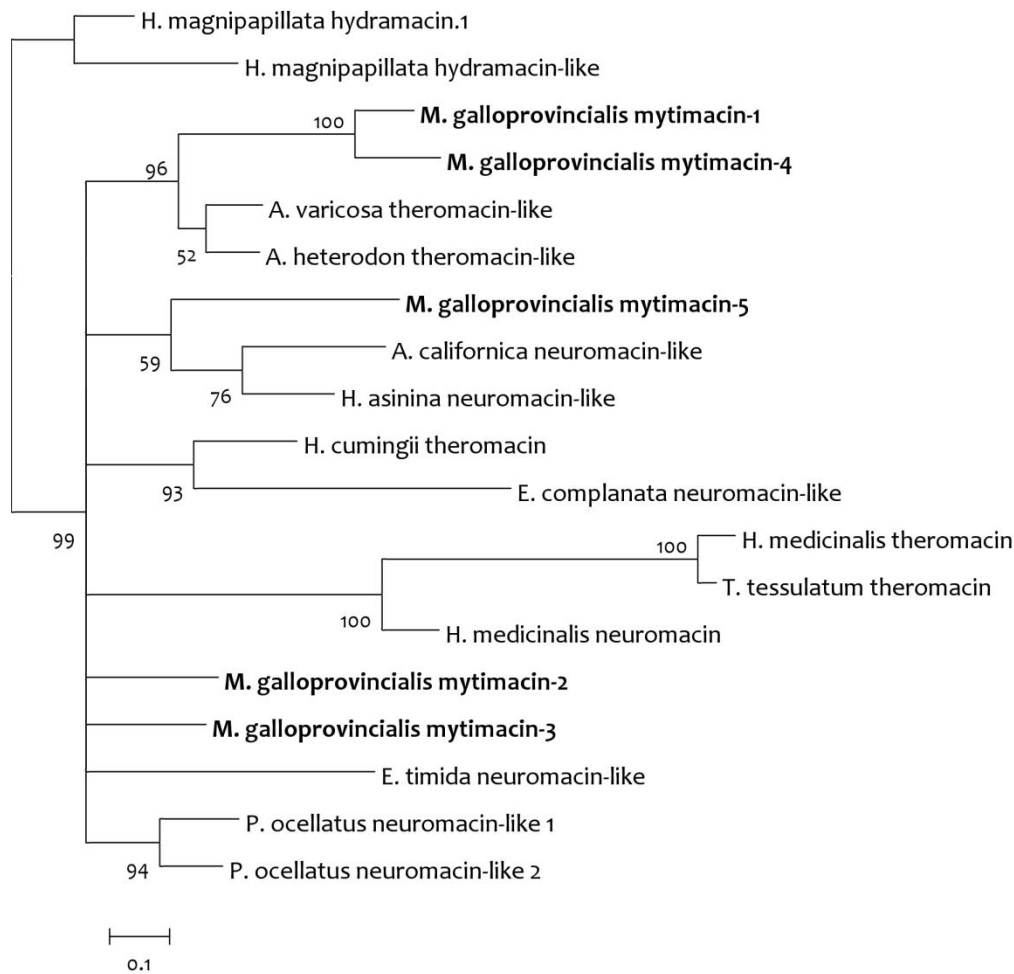 H. magnipapillata hydramacin.1
H. magnipapillata hydramacin-like
M. galloprovincialis mytimacin-1
100
M. galloprovincialis mytimacin-4
96
A. varicosa theromacin-like
A. heterodon theromacin-like
52
M. galloprovincialis mytimacin-5
A. californica neuromacin-like
59
H. asinina neuromacin-like
76
H. cumingii theromacin
E. complanata neuromacin-like
93
99
H. medicinalis theromacin
100
T. tessulatum theromacin
100
H. medicinalis neuromacin
M. galloprovincialis mytimacin-2
M. galloprovincialis mytimacin-3
E. timida neuromacin-like
P. ocellatus neuromacin-like 1
P. ocellatus neuromacin-like 2
94
0.1